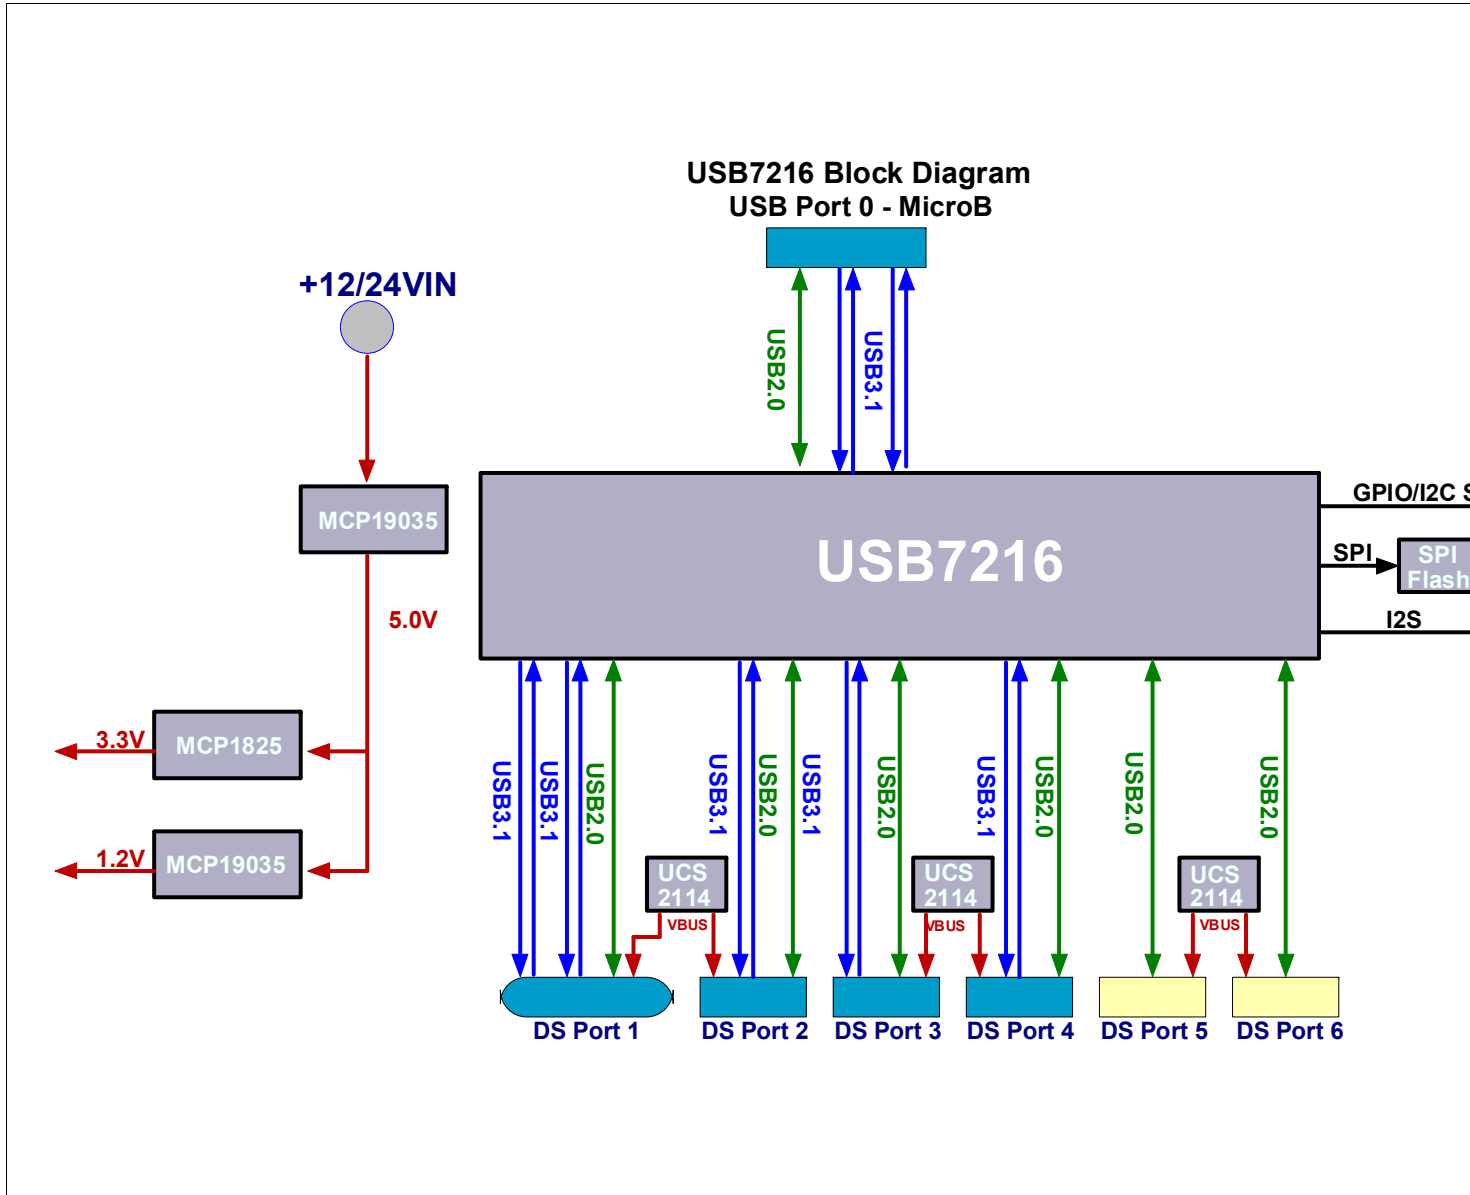 USB7216 Block Diagram
USB Port 0 - MicroB
+12/24VIN
USB2.0
USB3.1
MCP19035
USB7216
GPIO/I2C
SPI
SPI
Flash
I2S
5.0V
3.3V
MCP1825
1.2V
MCP19035
USB3.1
USB3.1
USB2.0
USB3.1
USB2.0
USB3.1
USB2.0
USB3.1
USB2.0
USB2.0
USB2.0
UCS
2114
VBUS
UCS
2114
VBUS
UCS
2114
VBUS
DS Port 1
DS Port 2
DS Port 3
DS Port 4
DS Port 5
DS Port 6